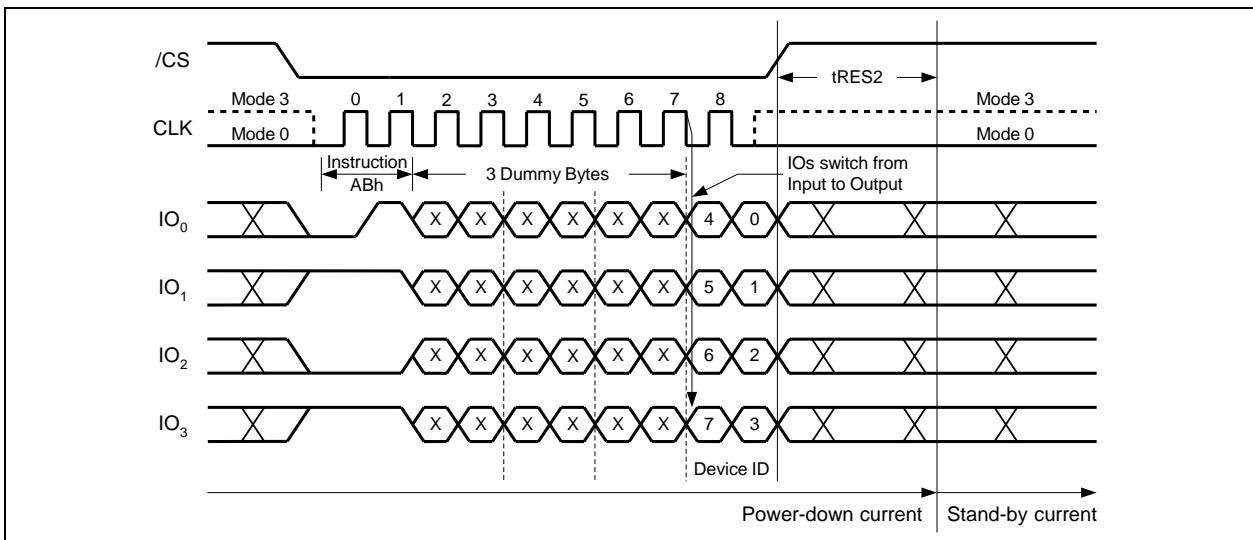 /CS
tRES2
Mode 3 0 1 2 3 4 5 6 7 8 Mode 3
CLK
Mode 0 Mode 0
Instruction
ABh
3 Dummy Bytes
IOs switch from
Input to Output
IO0 X X X X X X 4 0
IO1 X X X X X X 5 1
IO2 X X X X X X 6 2
IO3 X X X X X X 7 3
Device ID
Power-down current Stand-by current